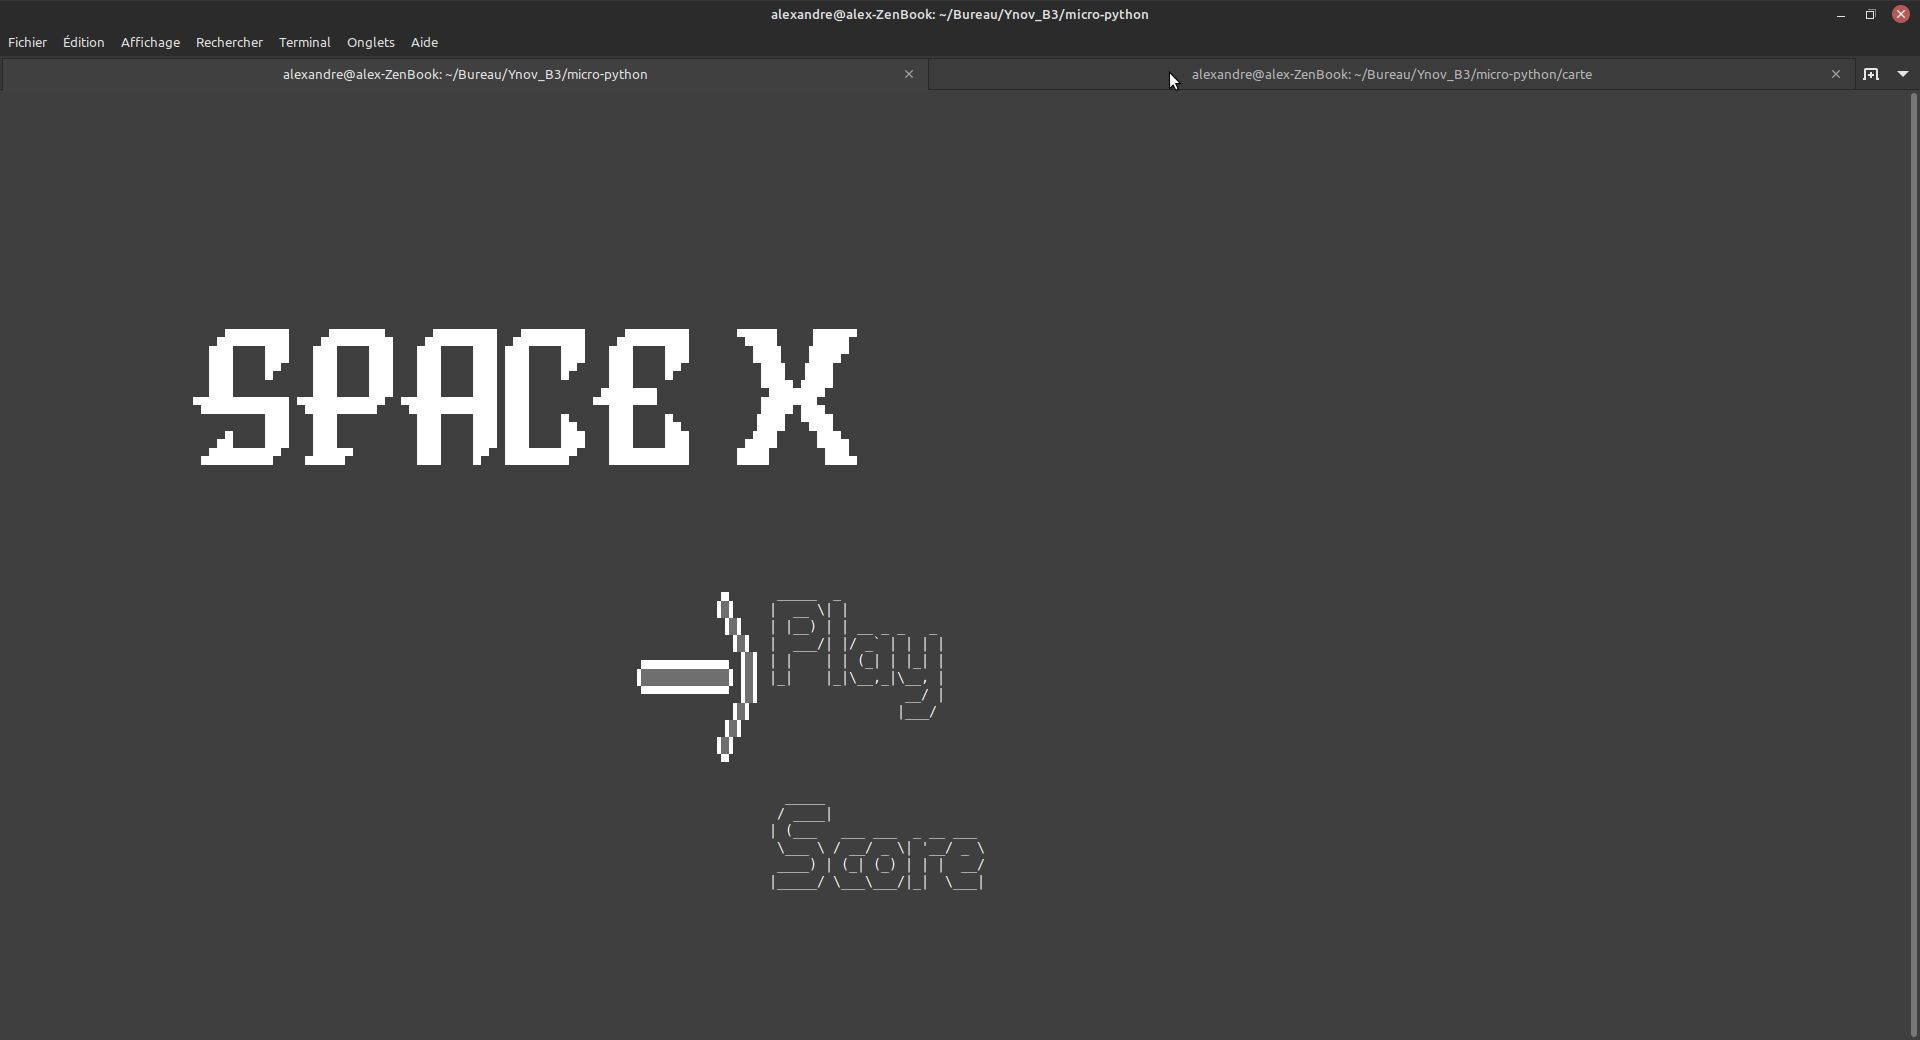 alexandre@alex-ZenBook: ~/Bureau/Ynov_B3/micro-python
Fichier Édition Affichage Rechercher Terminal Onglets Aide
alexandre@alex-ZenBook: ~/Bureau/Ynov_B3/micro-python
alexandre@alex-ZenBook: ~/Bureau/Ynov_B3/micro-python/carte
SPACE X
Play
Score